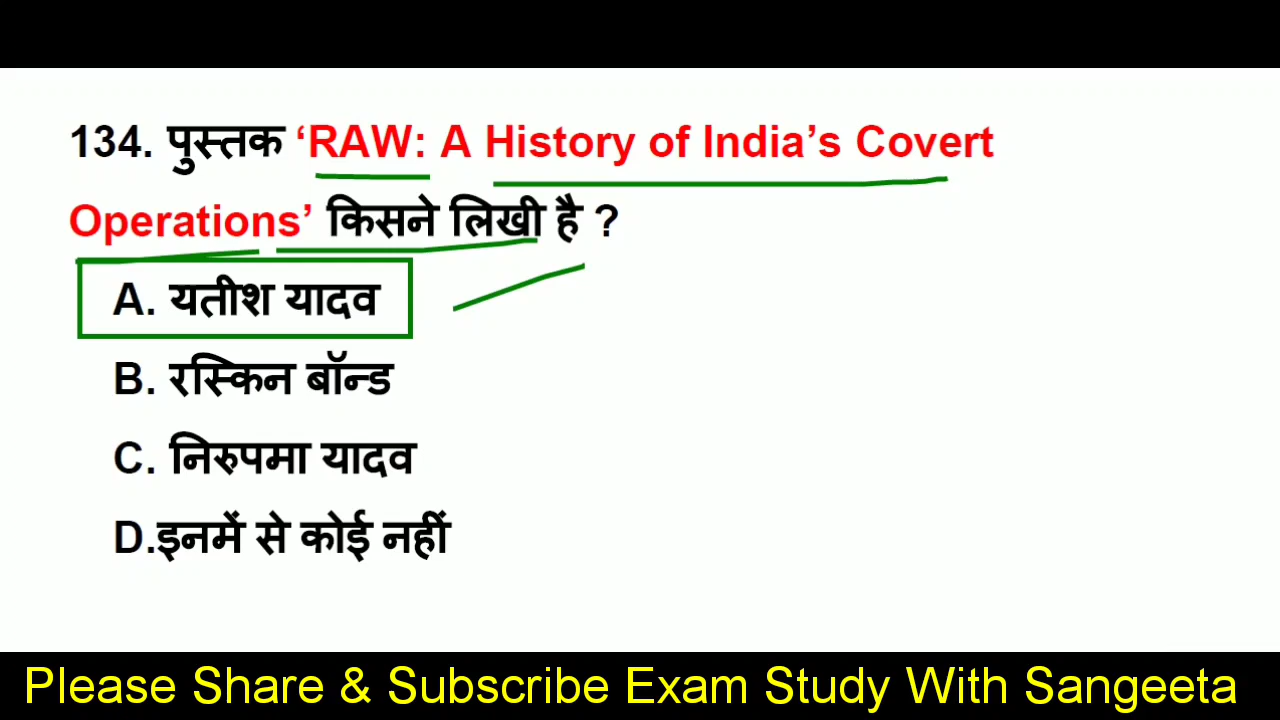 134. पुस्तक ‘RAW: A History of India’s Covert
Operations’ किसने लिखी है ?
A. यतीश यादव
B. रस्किन बॉन्ड
C. निरुपमा यादव
D.इनमें से कोई नहीं
Please Share & Subscribe Exam Study With Sangeeta